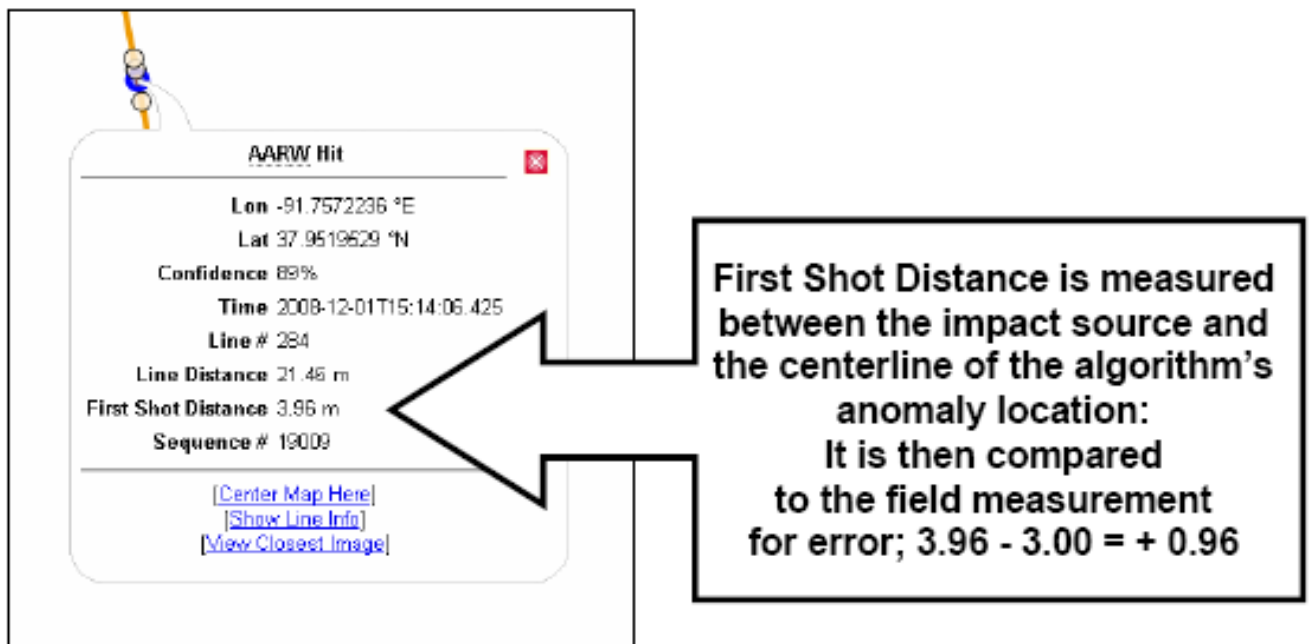 AARW Hit
Lon -91.7572236 °E
Lat 37.9519529 °N
Confidence 89%
Time 2008-12-01T15:14:06.425
Line # 284
Line Distance 21.46 m
First Shot Distance 3.96 m
Sequence # 19009
[Center Map Here]
[Show Line Info]
[View Closest Image]
First Shot Distance is measured
between the impact source and
the centerline of the algorithm's
anomaly location:
It is then compared
to the field measurement
for error; 3.96 - 3.00 = + 0.96